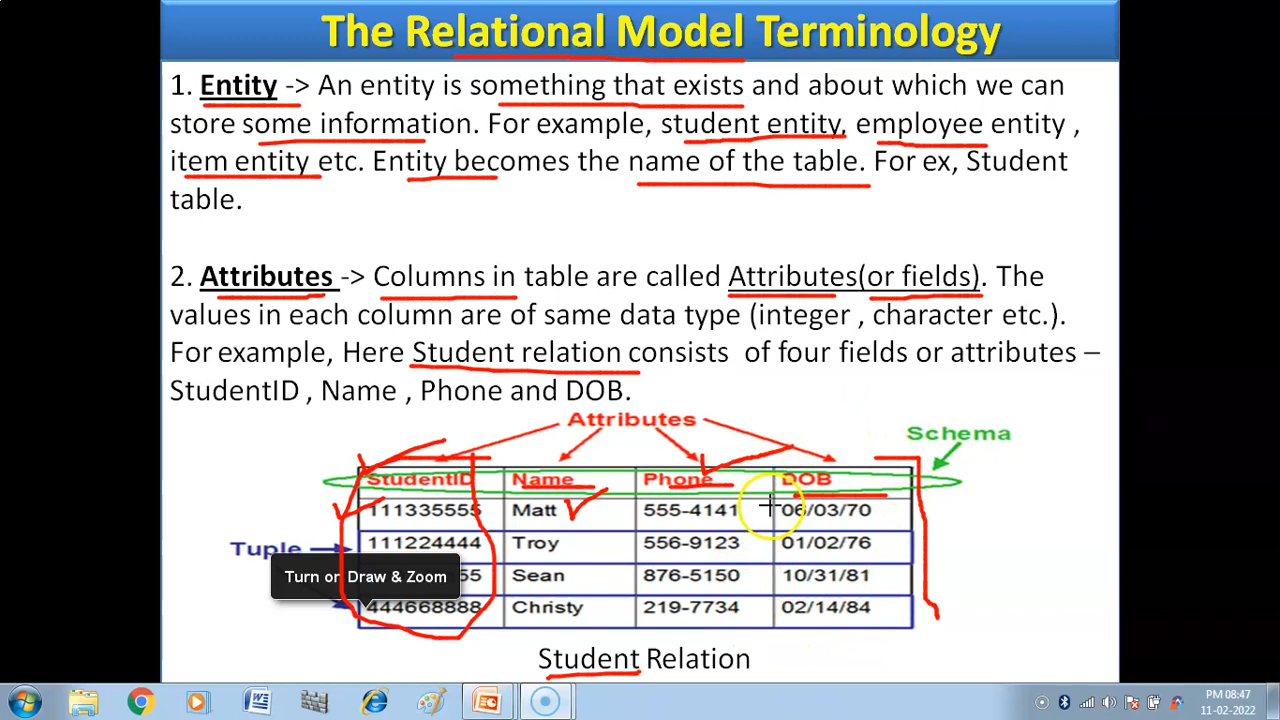 The Relational Model Terminology
1. Entity -> An entity is something that exists and about which we can
store some information. For example, student entity, employee entity ,
item entity etc. Entity becomes the name of the table. For ex, Student
table.
2. Attributes -> Columns in table are called Attributes(or fields). The
values in each column are of same data type (integer , character etc.).
For example, Here Student relation consists of four fields or attributes –
StudentID , Name , Phone and DOB.
Attributes
Schema
StudentID Name Phone DOB
111335555 Matt 555-4141 06/03/70
Tuple 111224444 Troy 556-9123 01/02/76
Turn on Draw & Zoom 55 Sean 876-5150 10/31/81
444668888 Christy 219-7734 02/14/84
Student Relation
PM 08:47
11-02-2022